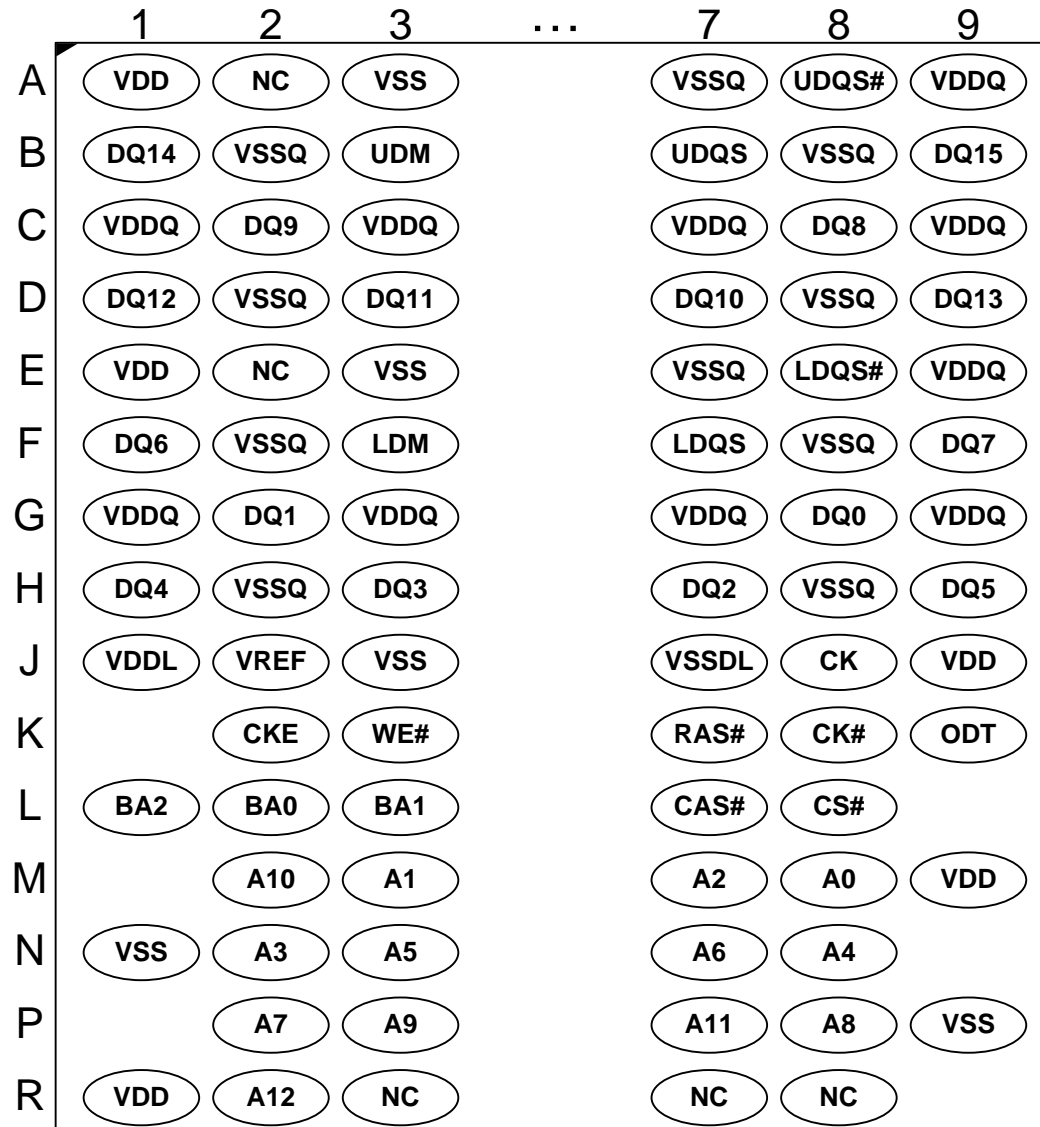 1 2 3 ... 7 8 9
A VDD NC VSS VSSQ UDQS# VDDQ
B DQ14 VSSQ UDM UDQS VSSQ DQ15
C VDDQ DQ9 VDDQ VDDQ DQ8 VDDQ
D DQ12 VSSQ DQ11 DQ10 VSSQ DQ13
E VDD NC VSS VSSQ LDQS# VDDQ
F DQ6 VSSQ LDM LDQS VSSQ DQ7
G VDDQ DQ1 VDDQ VDDQ DQ0 VDDQ
H DQ4 VSSQ DQ3 DQ2 VSSQ DQ5
J VDDL VREF VSS VSSDL CK VDD
K CKE WE# RAS# CK# ODT
L BA2 BA0 BA1 CAS# CS#
M A10 A1 A2 A0 VDD
N VSS A3 A5 A6 A4
P A7 A9 A11 A8 VSS
R VDD A12 NC NC NC